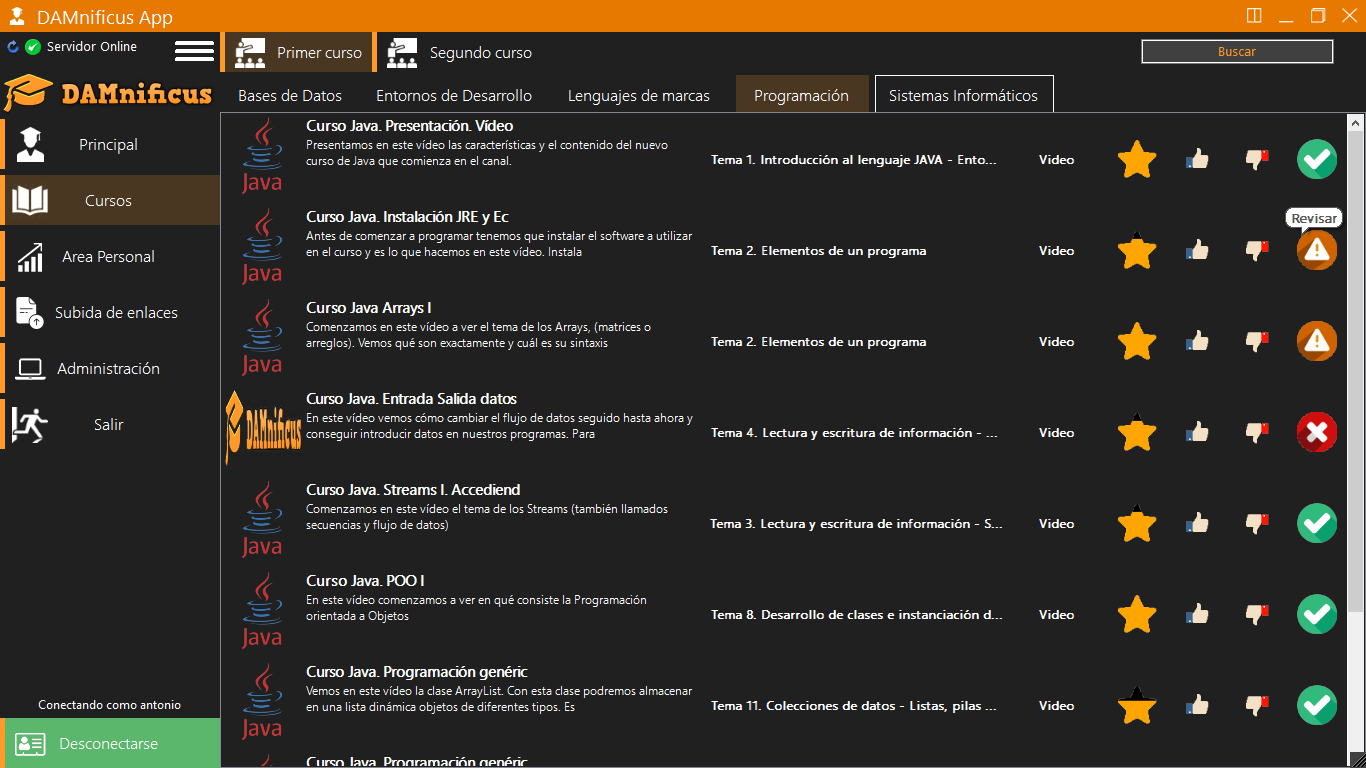 DAMnificus App
Servidor Online
Primer curso
Segundo curso
Buscar
DAMnificus
Bases de Datos
Entornos de Desarrollo
Lenguajes de marcas
Programación
Sistemas Informáticos
Principal
Cursos
Area Personal
Subida de enlaces
Administración
Salir
Conectando como antonio
Desconectarse
Java
Curso Java. Presentación. Vídeo
Presentamos en este vídeo las características y el contenido del nuevo
curso de Java que comienza en el canal.
Tema 1. Introducción al lenguaje JAVA - Ento...
Video
Java
Curso Java. Instalación JRE y Ec
Antes de comenzar a programar tenemos que instalar el software a utilizar
en el curso y es lo que hacemos en este vídeo. Instala
Tema 2. Elementos de un programa
Video
Revisar
Java
Curso Java Arrays I
Comenzamos en este vídeo a ver el tema de los Arrays, (matrices o
arreglos). Vemos qué son exactamente y cuál es su sintaxis
Tema 2. Elementos de un programa
Video
DAMnificus
Curso Java. Entrada Salida datos
En este vídeo vemos cómo cambiar el flujo de datos seguido hasta ahora y
conseguir introducir datos en nuestros programas. Para
Tema 4. Lectura y escritura de información - ...
Video
Java
Curso Java. Streams I. Accediend
Comenzamos en este vídeo el tema de los Streams (también llamados
secuencias y flujo de datos)
Tema 3. Lectura y escritura de información - S...
Video
Java
Curso Java. POO I
En este vídeo comenzamos a ver en qué consiste la Programación
orientada a Objetos
Tema 8. Desarrollo de clases e instanciación d...
Video
Java
Curso Java. Programación genéric
Vemos en este vídeo la clase ArrayList. Con esta clase podremos almacenar
en una lista dinámica objetos de diferentes tipos. Es
Tema 11. Colecciones de datos - Listas, pilas ...
Video
Curso Java. Programación genéric